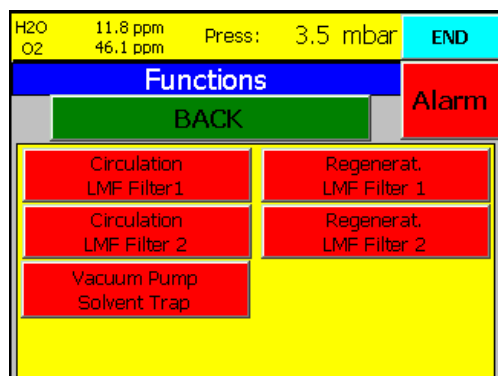 H2O 11.8 ppm Press: 3.5 mbar END
O2 46.1 ppm
Functions
Alarm
BACK
Circulation LMF Filter1
Regenerat. LMF Filter 1
Circulation LMF Filter 2
Regenerat. LMF Filter 2
Vacuum Pump
Solvent Trap